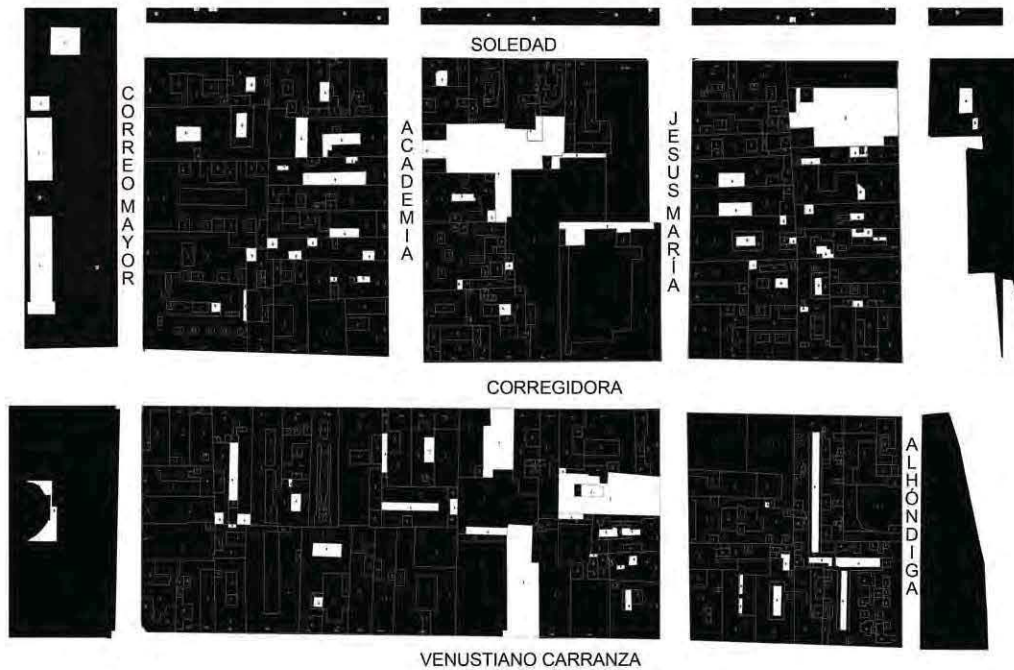 SOLEDAD
CORREO MAYOR
ACADEMIA
JESUS MARÍA
CORREGIDORA
ALHÓNDIGA
VENUSTIANO CARRANZA